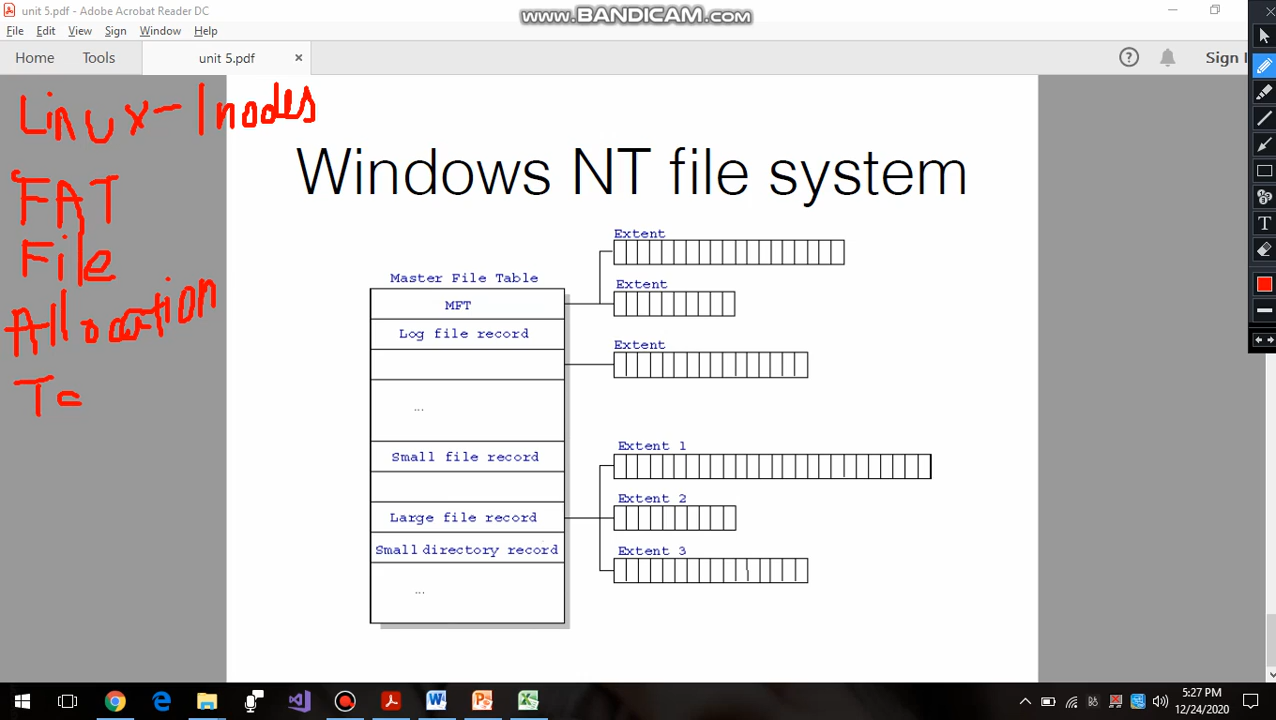 unit 5.pdf - Adobe Acrobat Reader DC
www.BANDICAM.com
File Edit View Sign Window Help
Home Tools unit 5.pdf × ? Sign I
Linux - Inodes
Windows NT file system
FAT
File
Allocation
Ta
Master File Table
MFT
Log file record
...
Small file record
Large file record
Small directory record
...
Extent
Extent
Extent
Extent 1
Extent 2
Extent 3
T
5:27 PM
12/24/2020